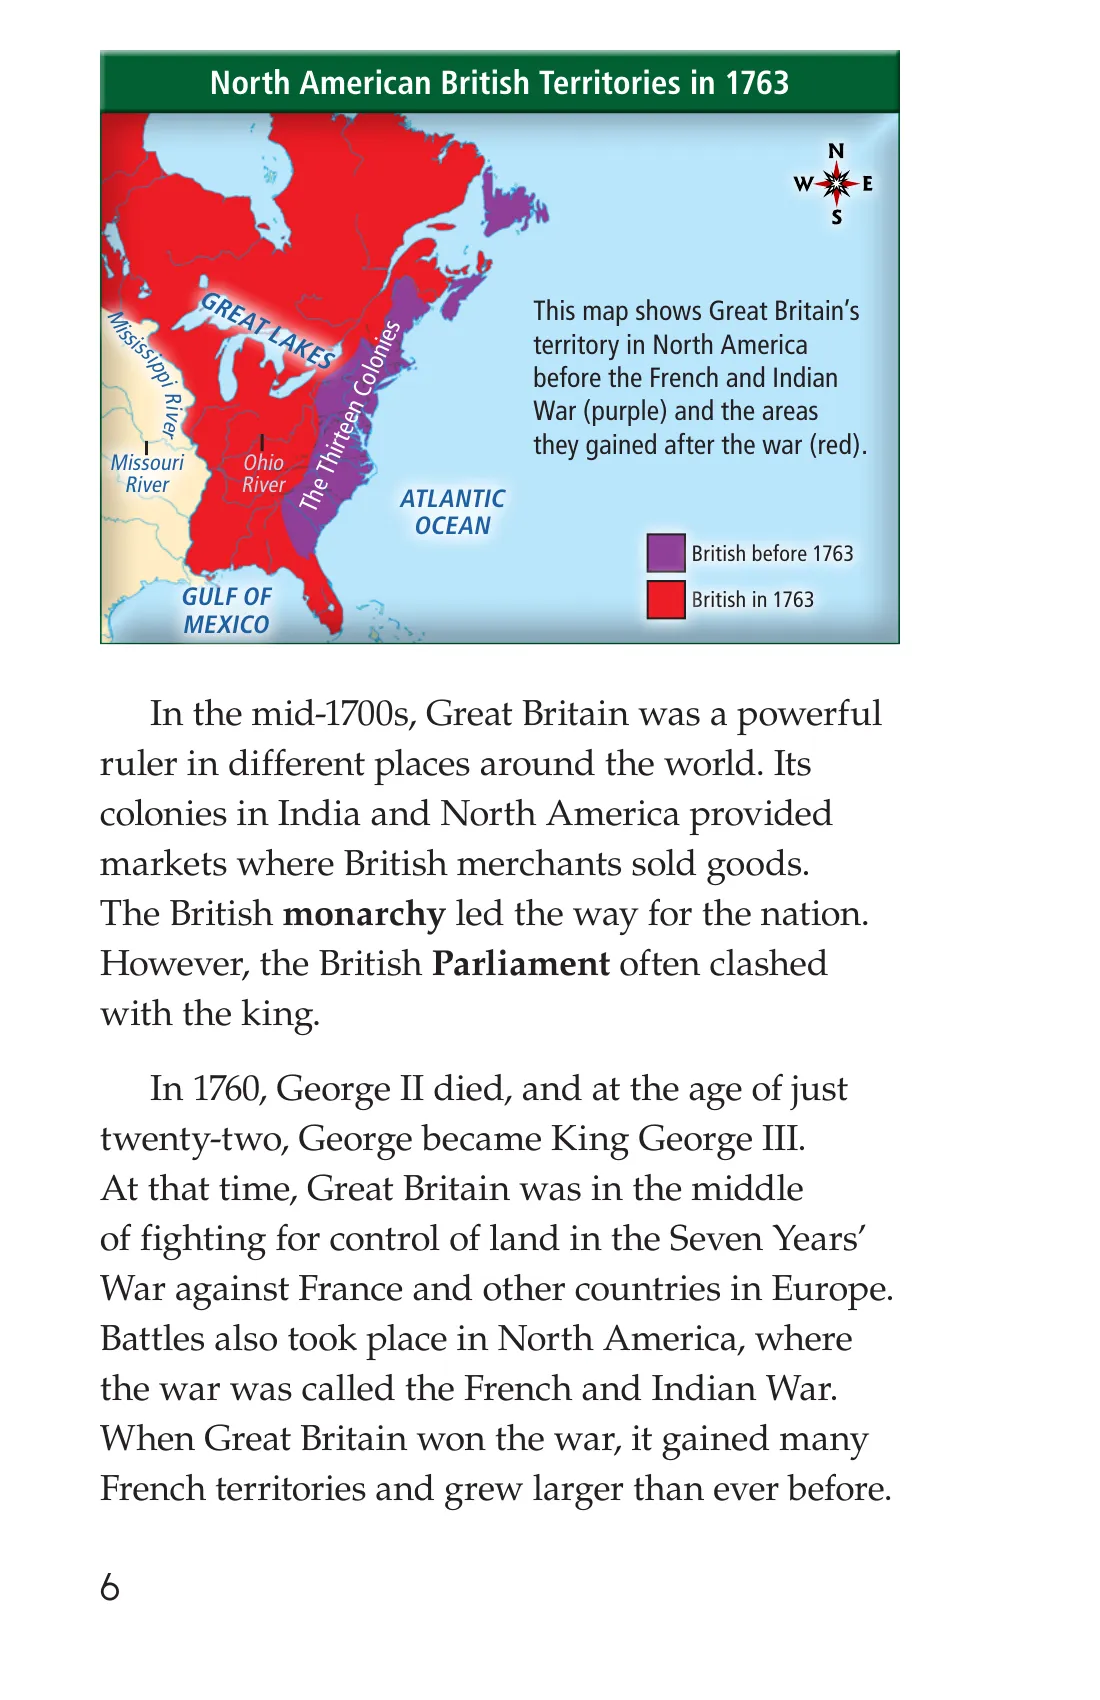 North American British Territories in 1763
N
W E
S
GREAT LAKES
Mississippi River
The Thirteen Colonies
This map shows Great Britain’s
territory in North America
before the French and Indian
War (purple) and the areas
they gained after the war (red).
Missouri
River
Ohio
River
ATLANTIC
OCEAN
British before 1763
British in 1763
GULF OF
MEXICO
In the mid-1700s, Great Britain was a powerful
ruler in different places around the world. Its
colonies in India and North America provided
markets where British merchants sold goods.
The British monarchy led the way for the nation.
However, the British Parliament often clashed
with the king.
In 1760, George II died, and at the age of just
twenty-two, George became King George III.
At that time, Great Britain was in the middle
of fighting for control of land in the Seven Years’
War against France and other countries in Europe.
Battles also took place in North America, where
the war was called the French and Indian War.
When Great Britain won the war, it gained many
French territories and grew larger than ever before.
6